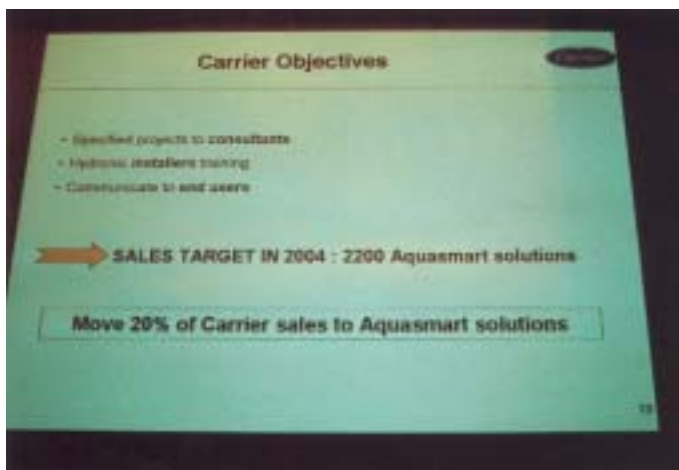 Carrier Objectives
- Specified projects to consultants
- Hydronic installers training
- Communicate to end users
SALES TARGET IN 2004 : 2200 Aquasmart solutions
Move 20% of Carrier sales to Aquasmart solutions